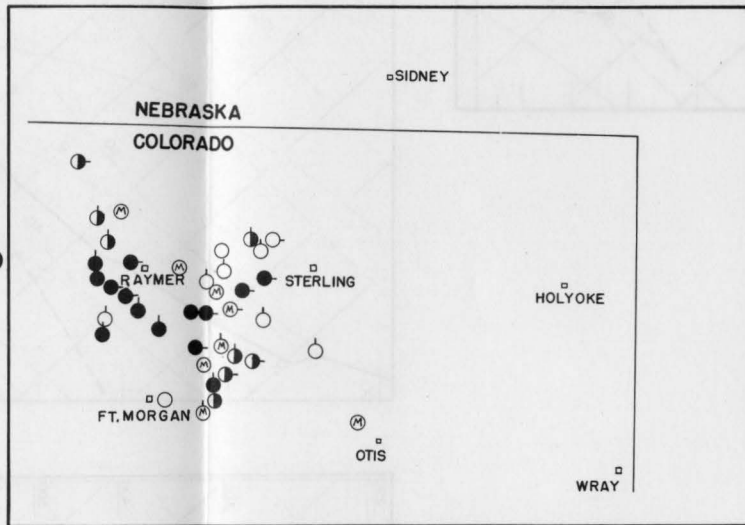 SIDNEY
NEBRASKA
COLORADO
M
M
RAYMER
STERLING
M
HOLYOKE
M
M
M
FT. MORGAN
M
M
OTIS
WRAY